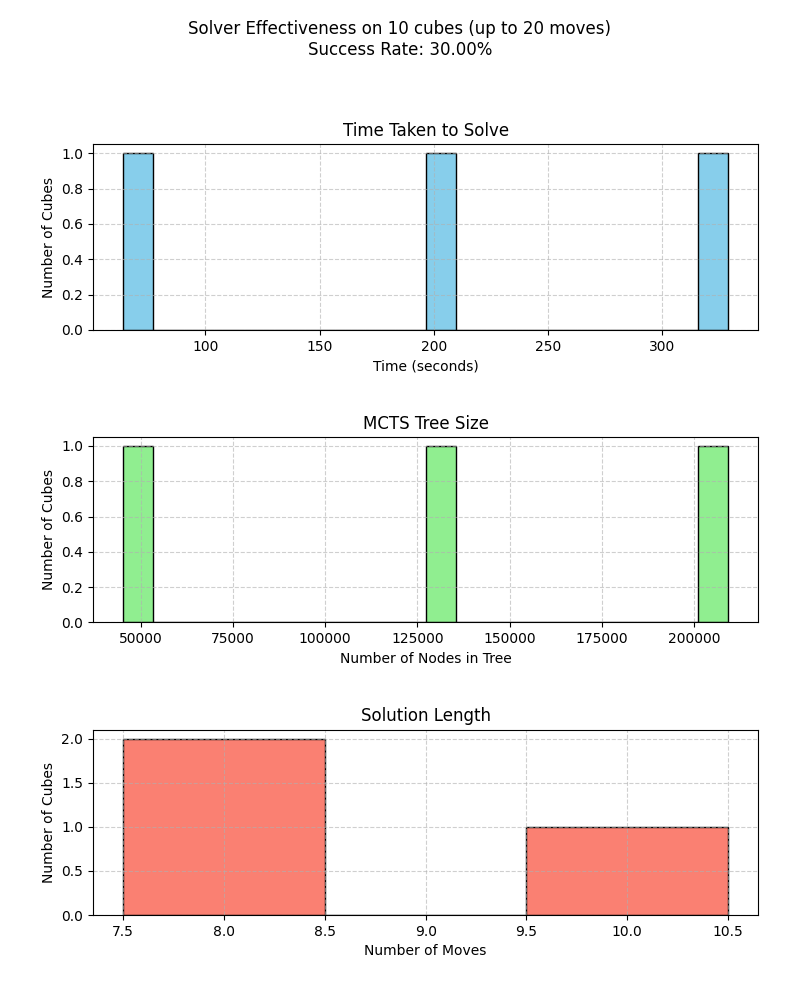 Solver Effectiveness on 10 cubes (up to 20 moves)
Success Rate: 30.00%
Time Taken to Solve
Number of Cubes
1.0
0.8
0.6
0.4
0.2
0.0
100 150 200 250 300
Time (seconds)
MCTS Tree Size
Number of Cubes
1.0
0.8
0.6
0.4
0.2
0.0
50000 75000 100000 125000 150000 175000 200000
Number of Nodes in Tree
Solution Length
Number of Cubes
2.0
1.5
1.0
0.5
0.0
7.5 8.0 8.5 9.0 9.5 10.0 10.5
Number of Moves